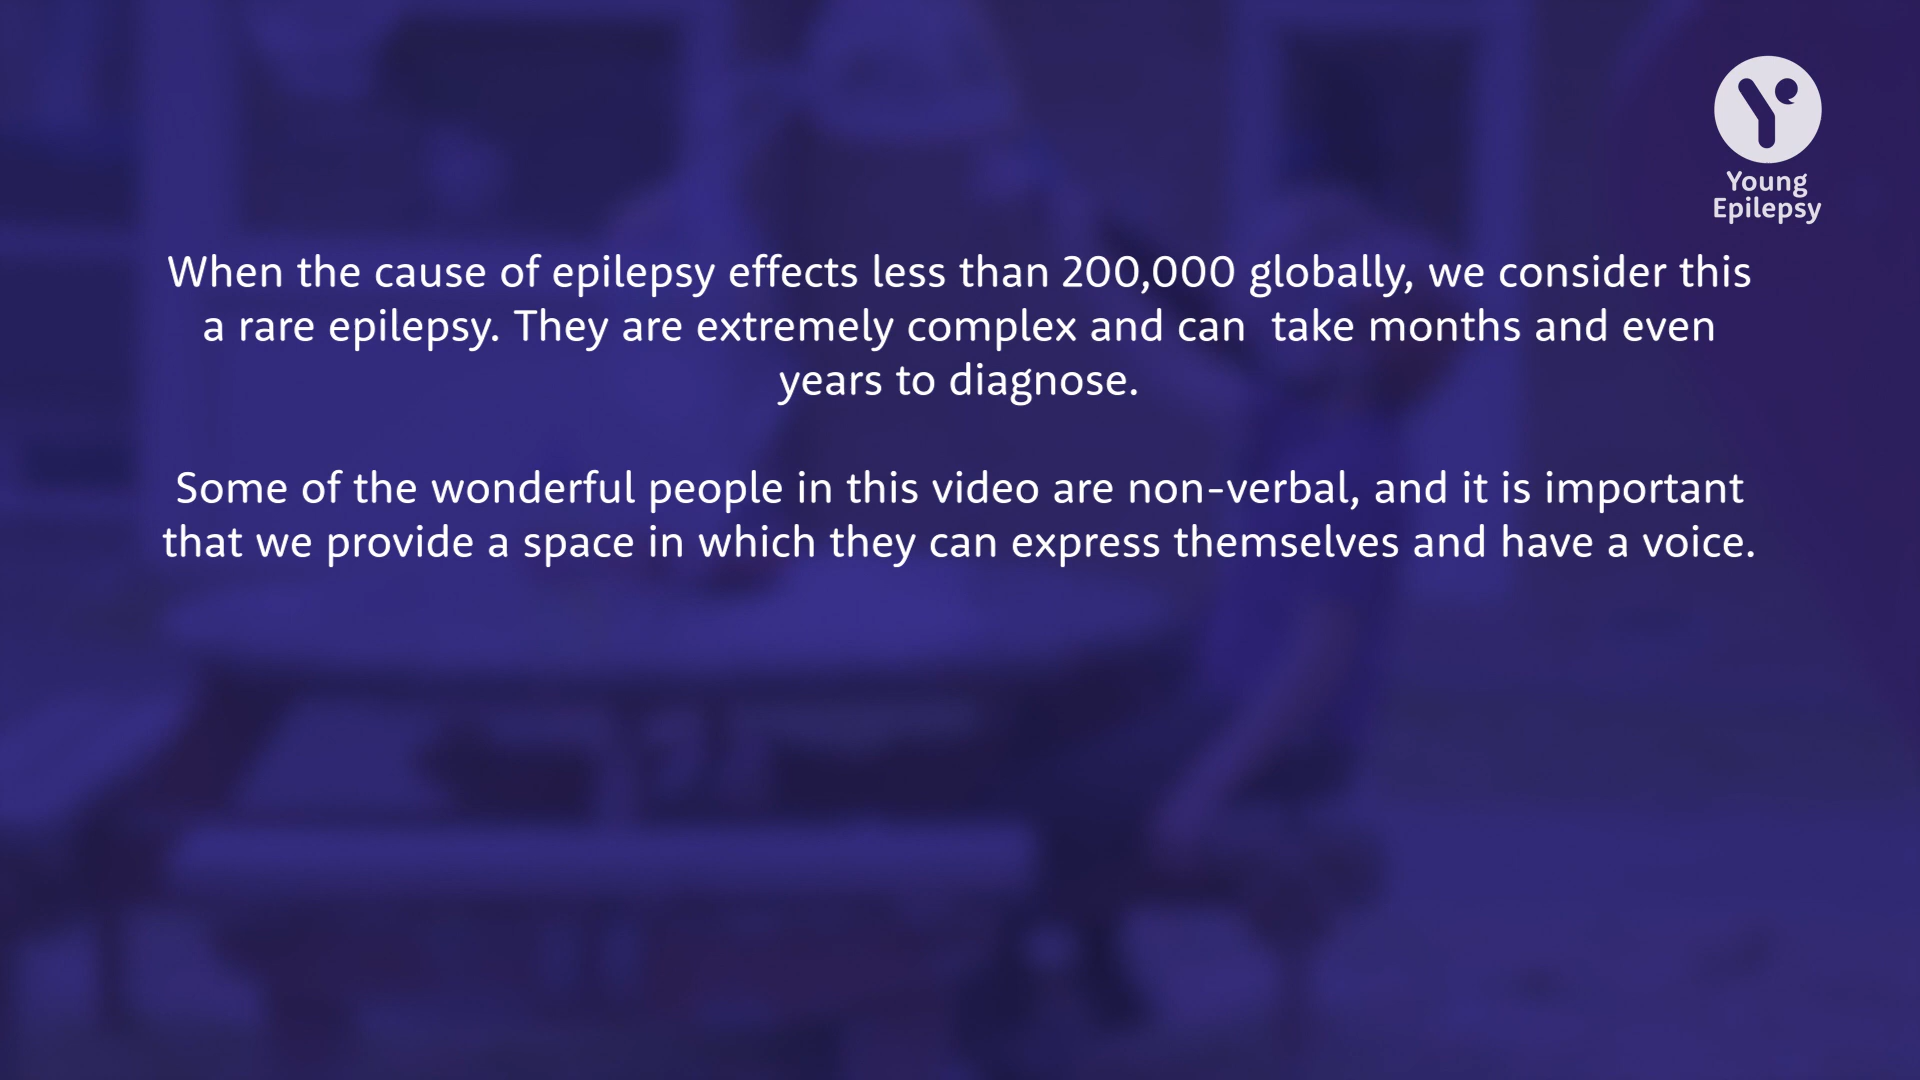 Young
Epilepsy
When the cause of epilepsy effects less than 200,000 globally, we consider this
a rare epilepsy. They are extremely complex and can  take months and even
years to diagnose.
Some of the wonderful people in this video are non-verbal, and it is important
that we provide a space in which they can express themselves and have a voice.